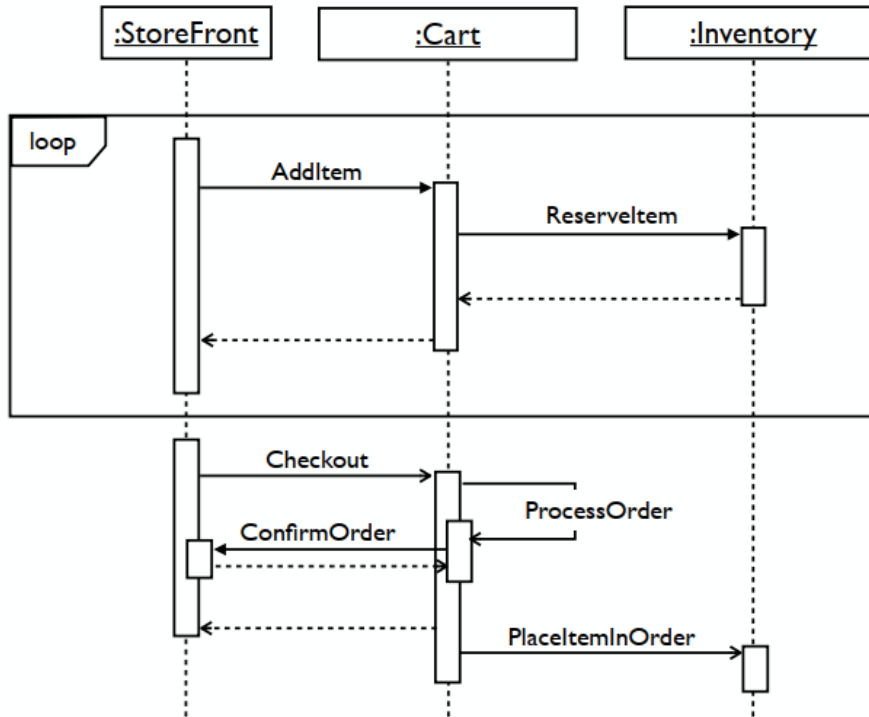 :StoreFront
:Cart
:Inventory
loop
AddItem
ReserveItem
Checkout
ProcessOrder
ConfirmOrder
PlaceItemInOrder